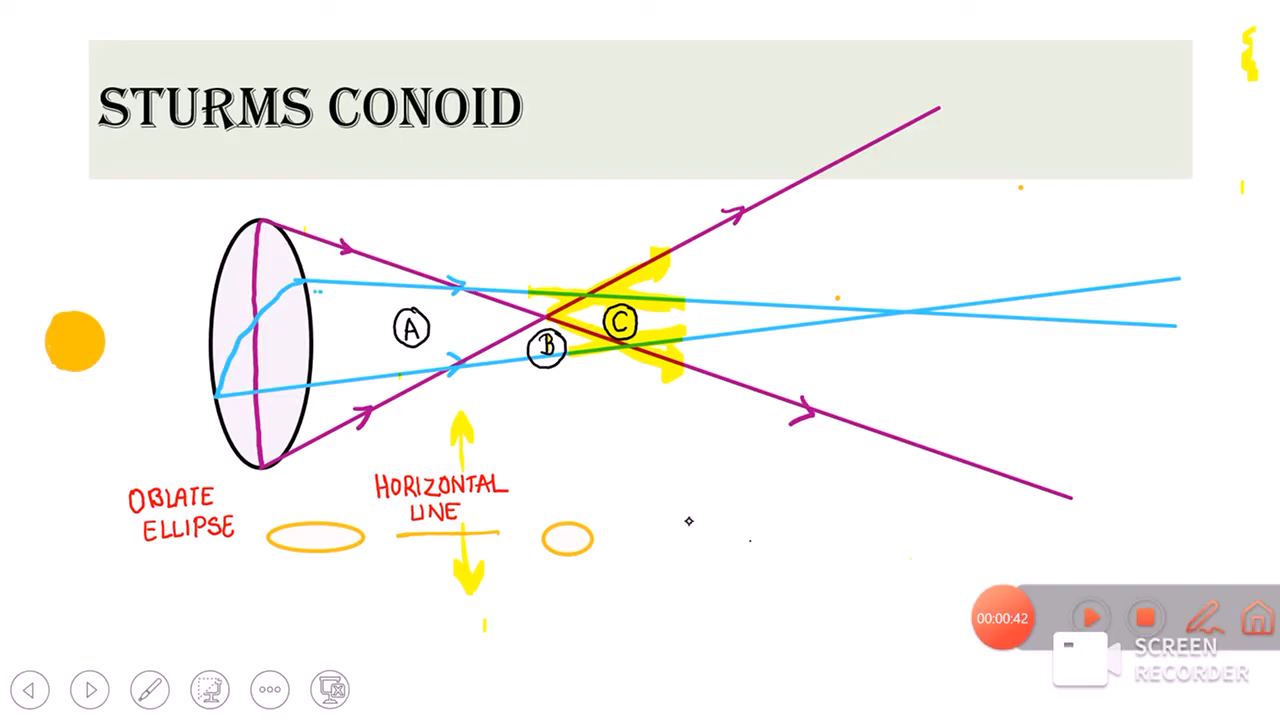 STURMS CONOID
A
B
C
OBLATE
ELLIPSE
HORIZONTAL
LINE
00:00:42
SCREEN
RECORDER